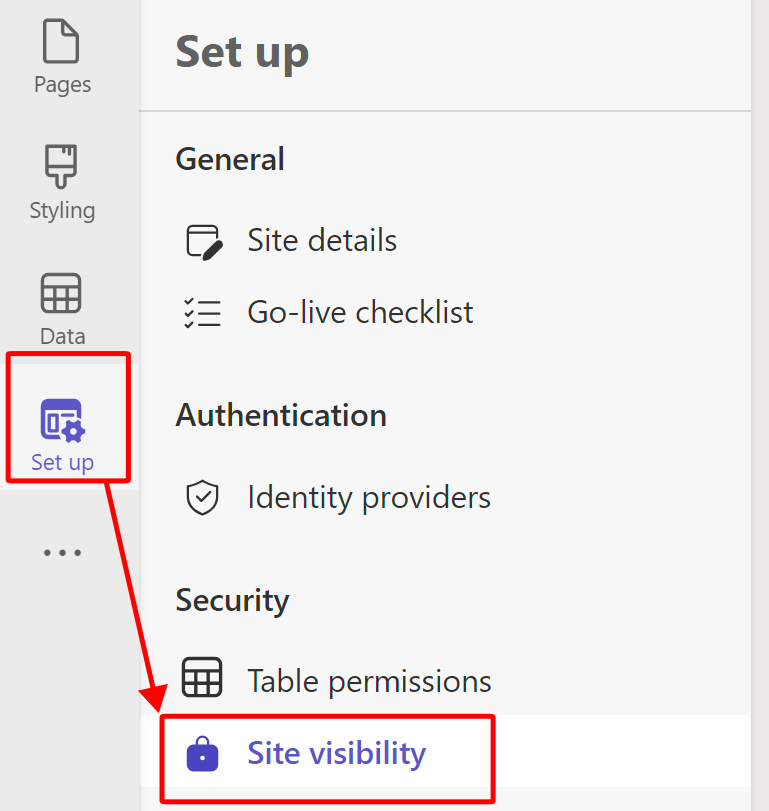 Pages
Styling
Data
Set up
Set up
General
Site details
Go-live checklist
Authentication
Identity providers
Security
Table permissions
Site visibility